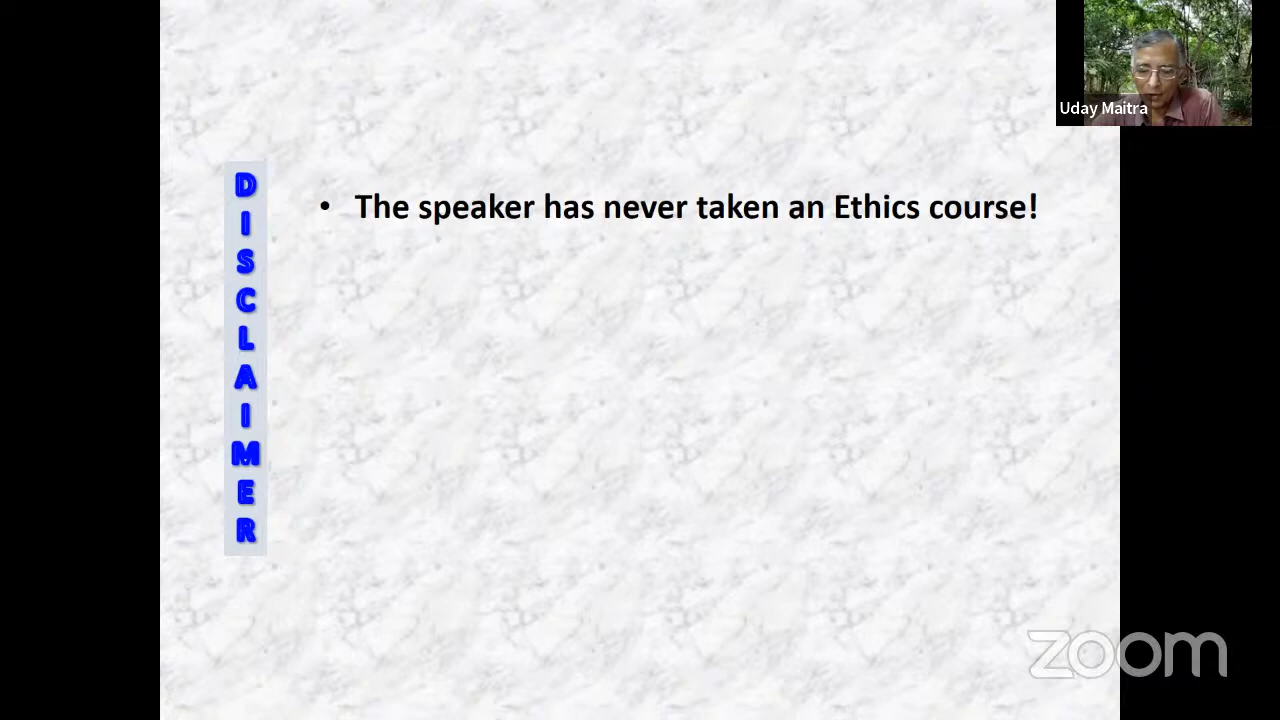 Uday Maitra
DISCLAIMER
• The speaker has never taken an Ethics course!
zoom